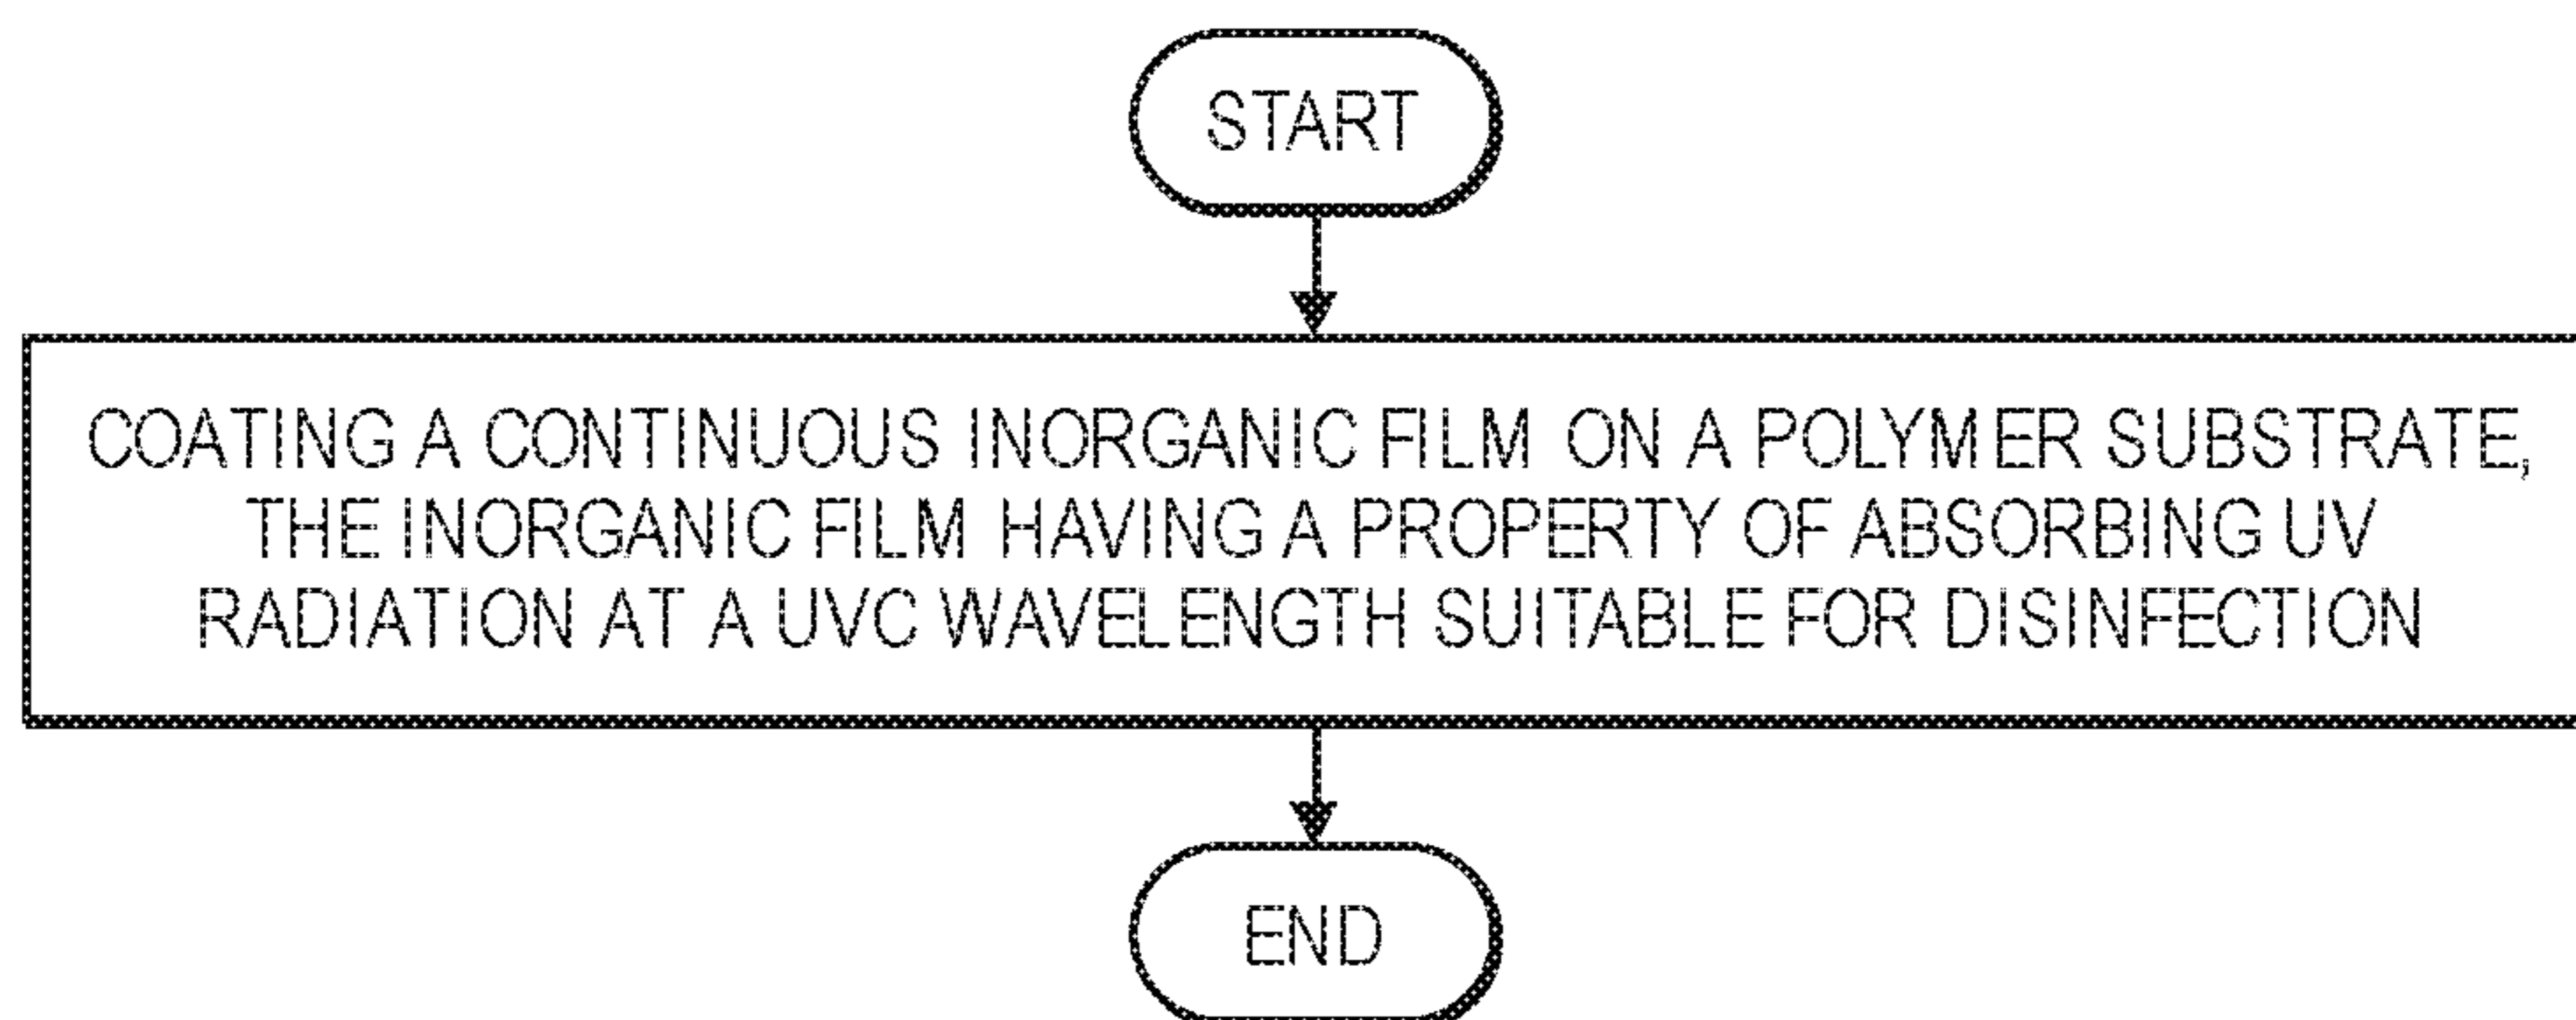 START
COATING A CONTINUOUS INORGANIC FILM ON A POLYMER SUBSTRATE,
THE INORGANIC FILM HAVING A PROPERTY OF ABSORBING UV
RADIATION AT A UVC WAVELENGTH SUITABLE FOR DISINFECTION
END